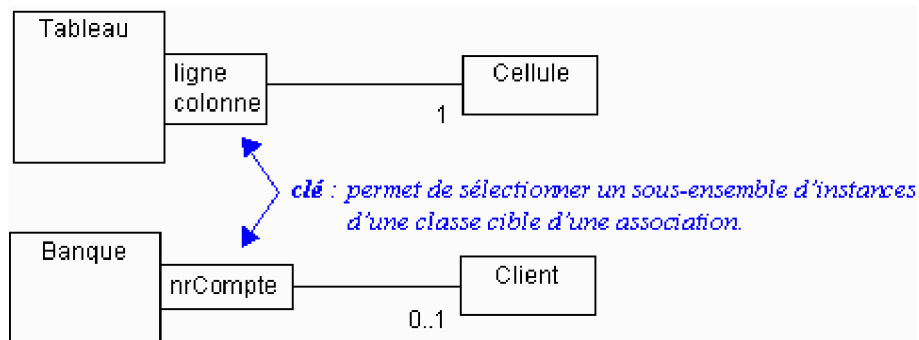 Tableau
ligne
colonne
Cellule
1
clé : permet de sélectionner un sous-ensemble d'instances
d'une classe cible d'une association.
Banque
nrCompte
Client
0..1